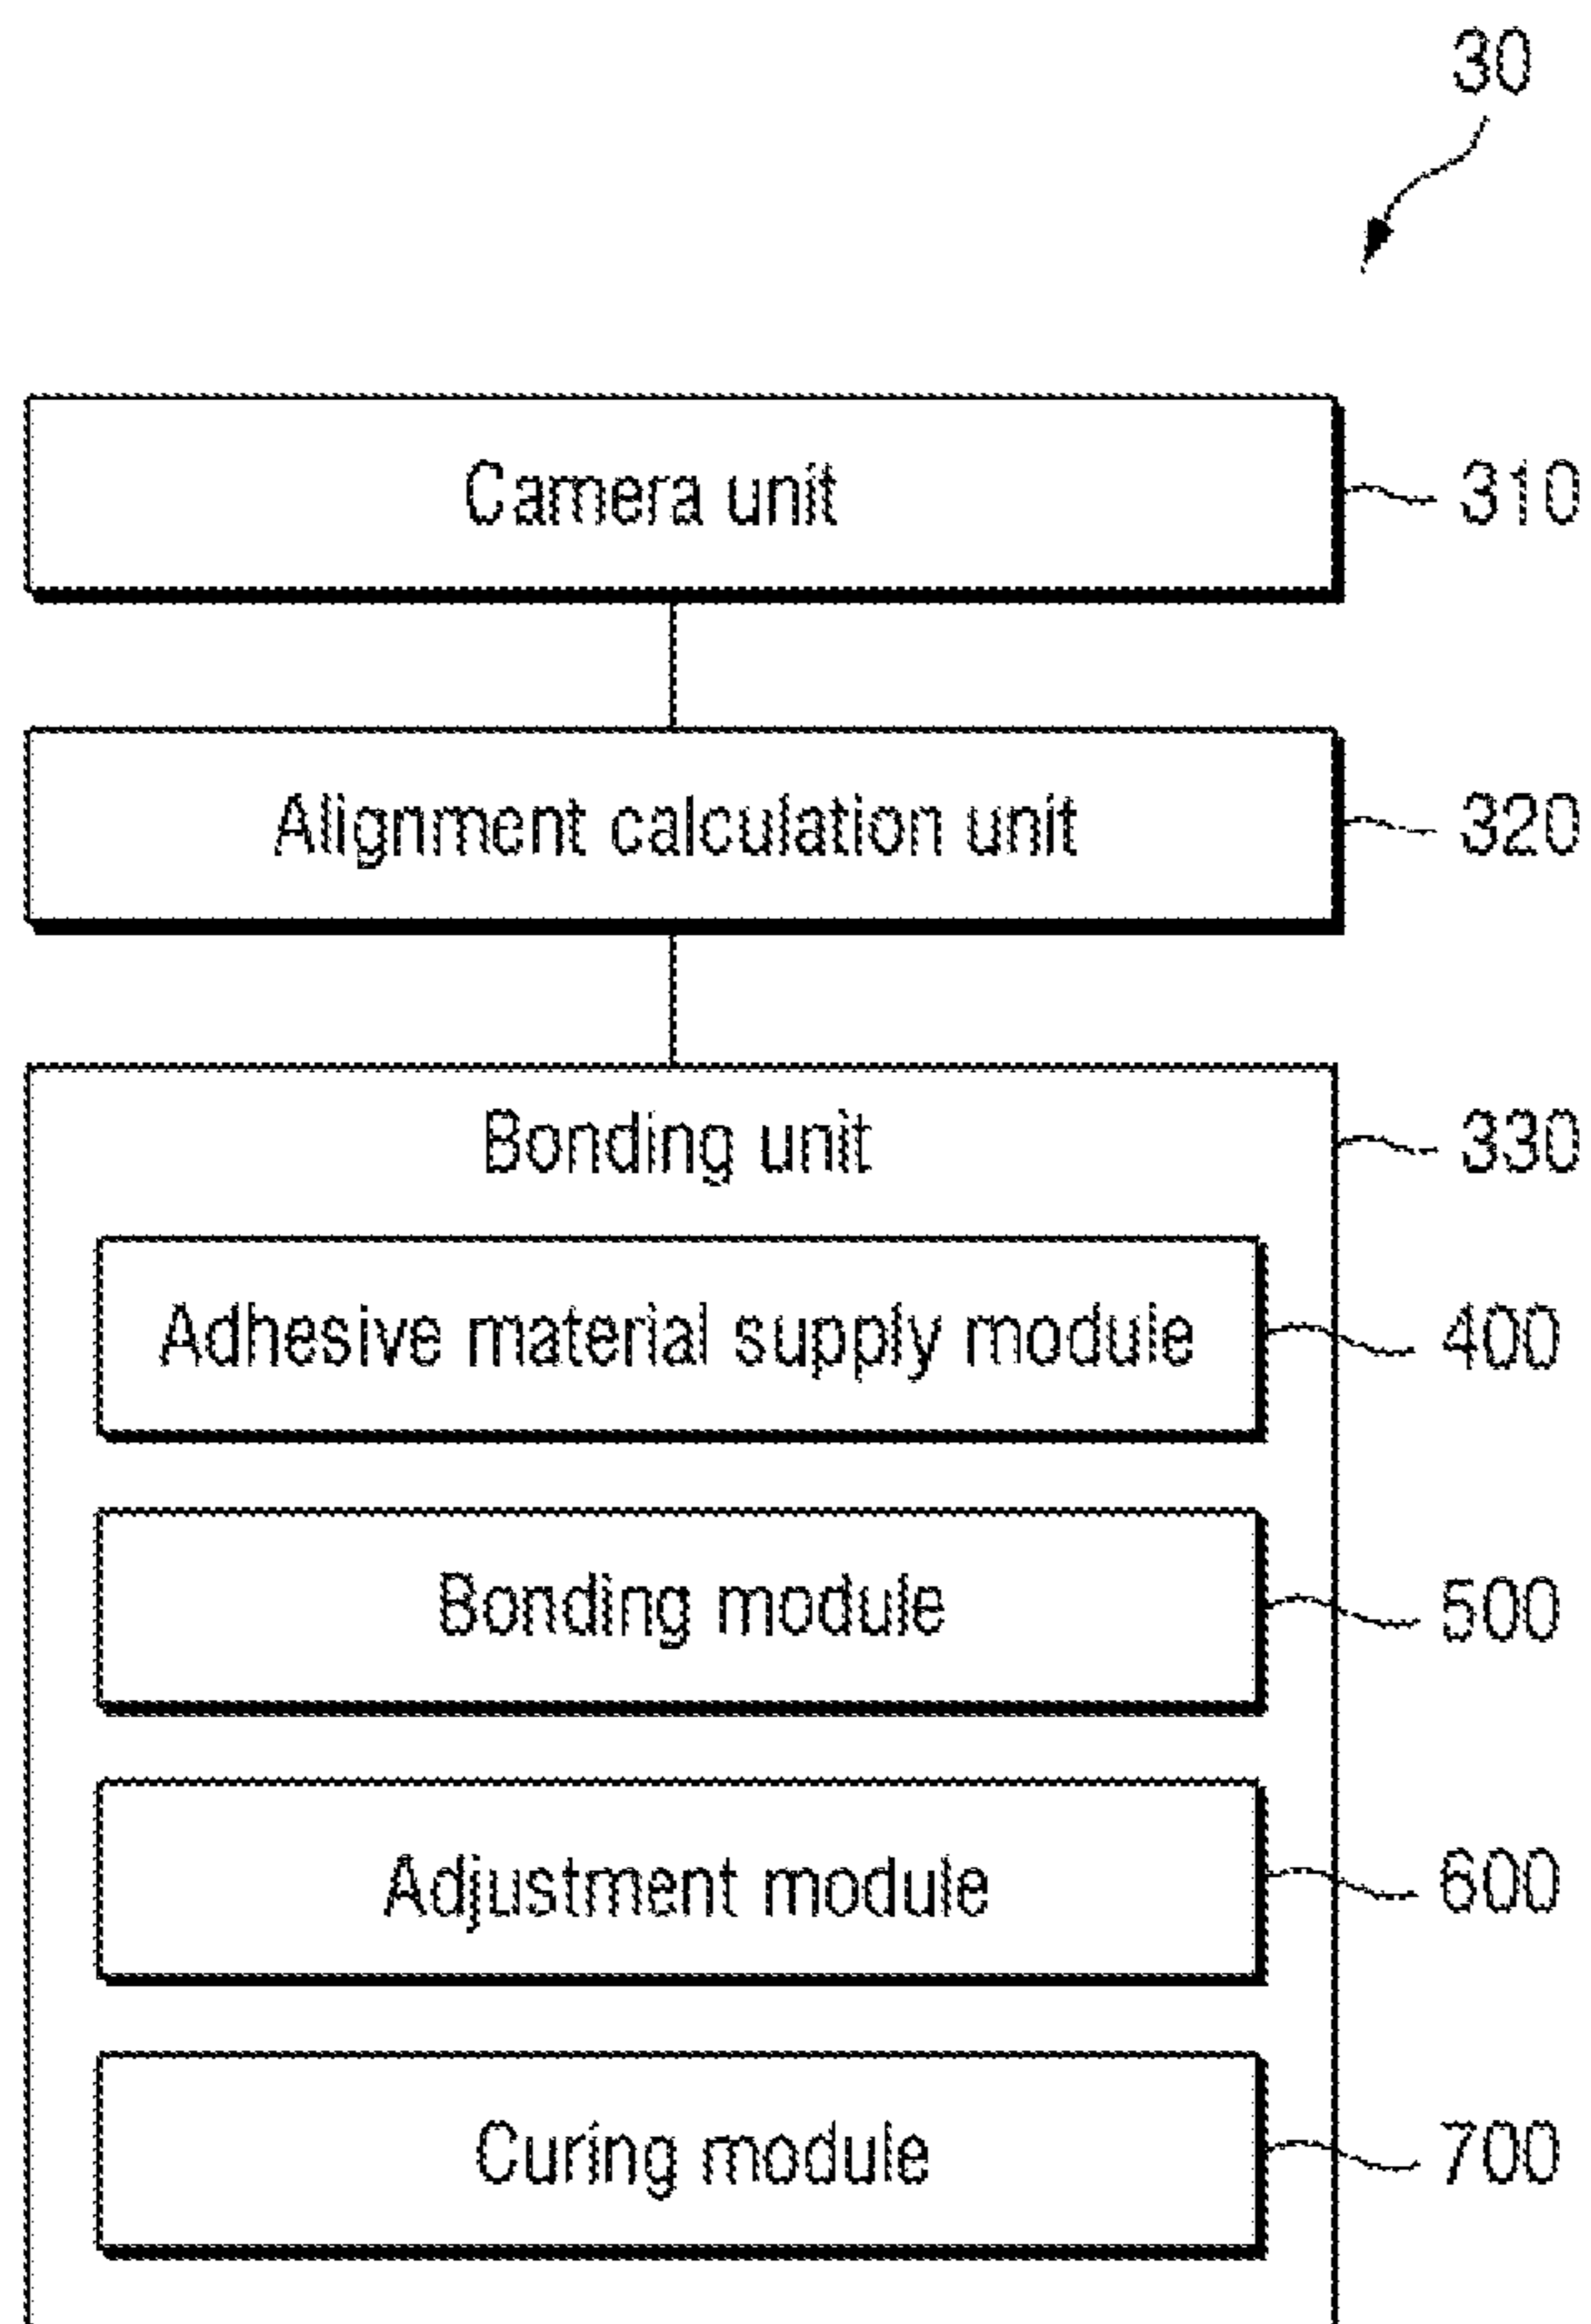 30
Camera unit 310
Alignment calculation unit 320
Bonding unit 330
Adhesive material supply module 400
Bonding module 500
Adjustment module 600
Curing module 700